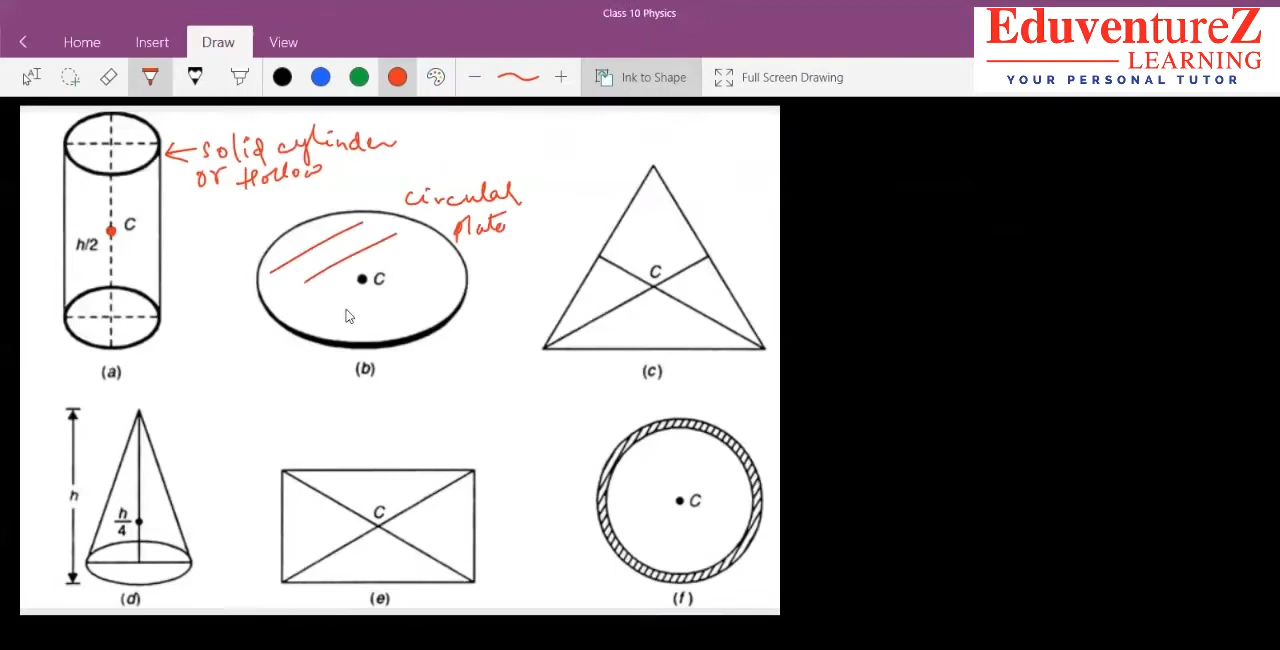 Class 10 Physics
EduventureZ
LEARNING
YOUR PERSONAL TUTOR
Home Insert Draw View
Ink to Shape Full Screen Drawing
solid cylinder
or Hollow
C
h/2
(a)
circular
plate
C
(b)
C
(c)
h
h/4
(d)
C
(e)
C
(f)